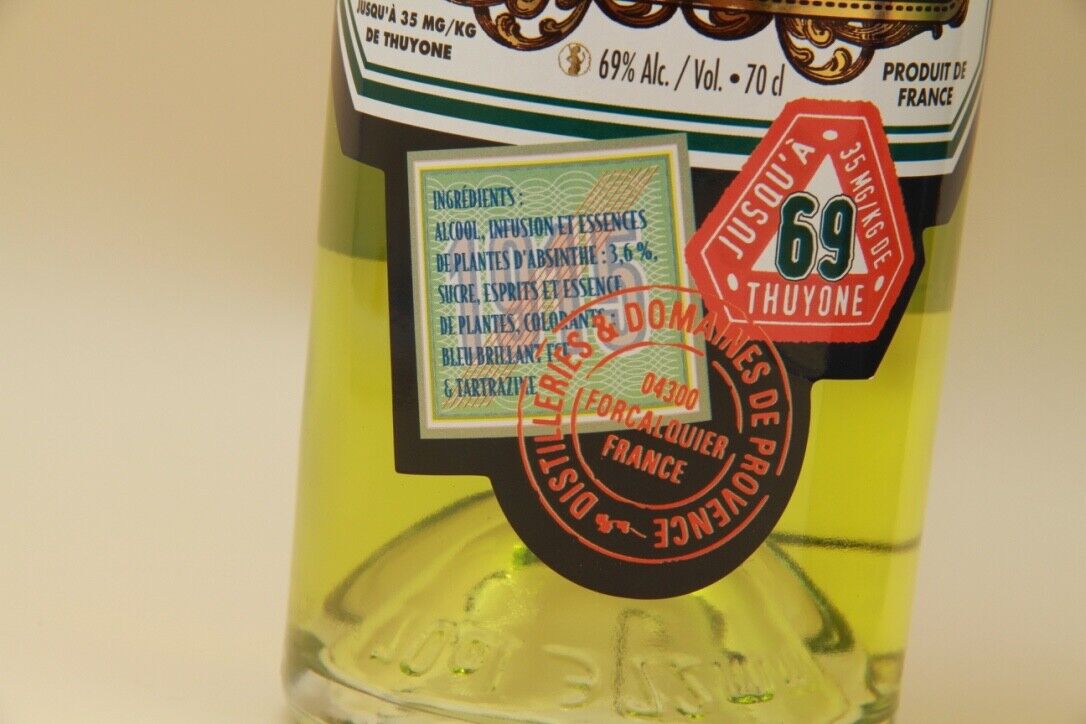 JUSQU'À 35 MG/KG
DE THUYONE
69% Alc. / Vol. • 70 cl
PRODUIT DE
FRANCE
INGRÉDIENTS :
ALCOOL, INFUSION ET ESSENCES
DE PLANTES D'ABSINTHE : 3,6 %,
SUCRE, ESPRITS ET ESSENCE
DE PLANTES, COLORANTS :
BLEU BRILLANT FCF
& TARTRAZINE
1915
JUSQU'À
35 MG/KG DE
69
THUYONE
DISTILLERIES & DOMAINES DE PROVENCE
04300
FORCALQUIER
FRANCE